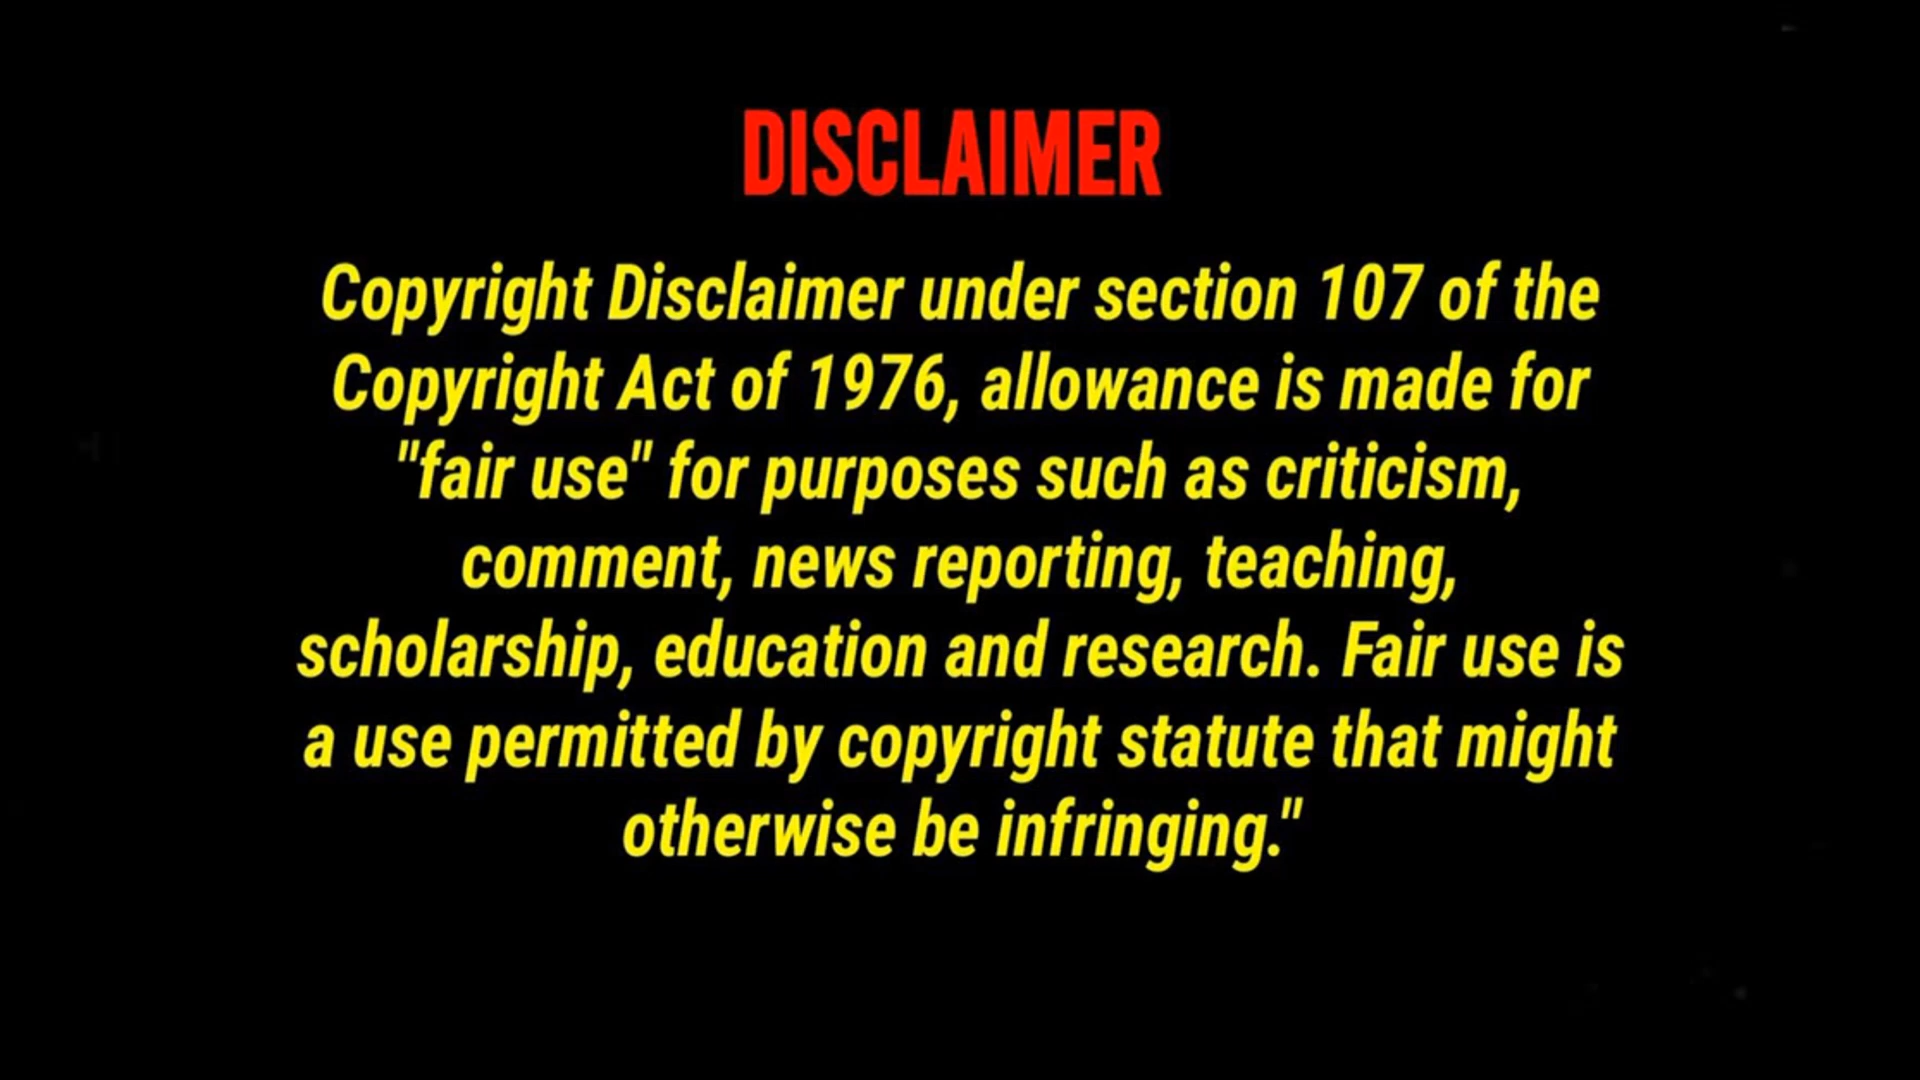 DISCLAIMER
Copyright Disclaimer under section 107 of the
Copyright Act of 1976, allowance is made for
"fair use" for purposes such as criticism,
comment, news reporting, teaching,
scholarship, education and research. Fair use is
a use permitted by copyright statute that might
otherwise be infringing."